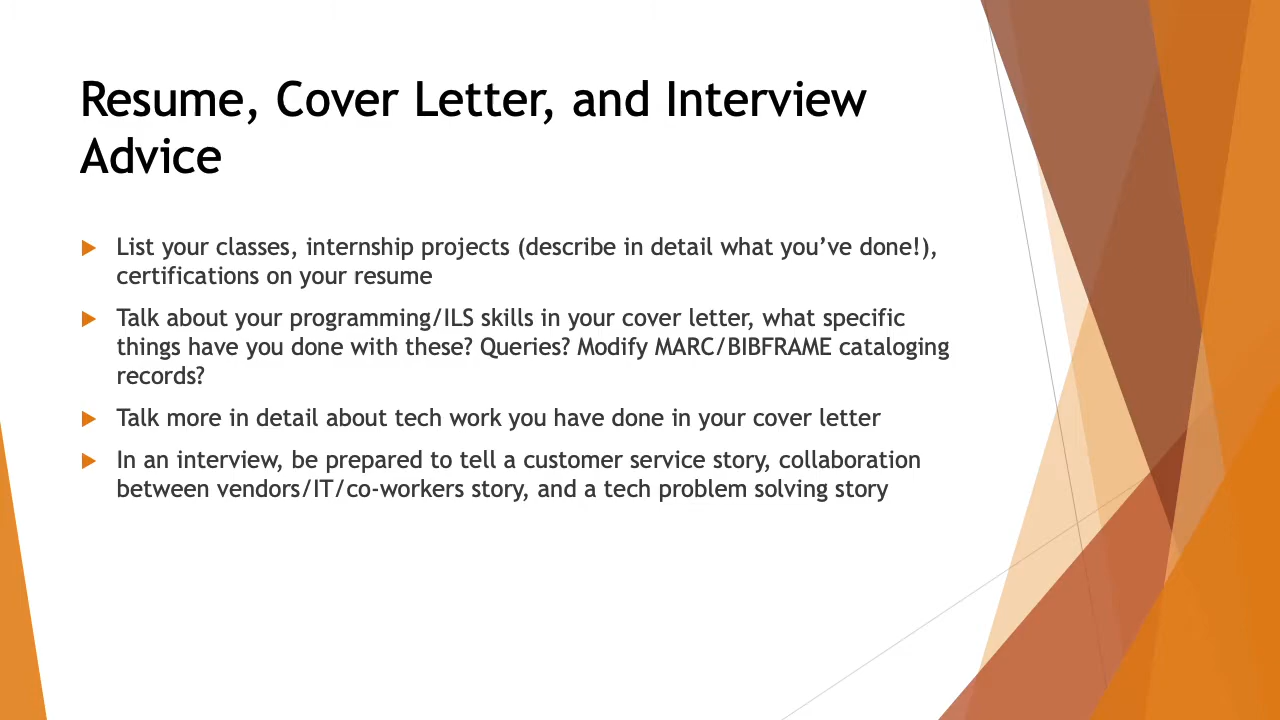 Resume, Cover Letter, and Interview
Advice
List your classes, internship projects (describe in detail what you’ve done!),
certifications on your resume
Talk about your programming/ILS skills in your cover letter, what specific
things have you done with these? Queries? Modify MARC/BIBFRAME cataloging
records?
Talk more in detail about tech work you have done in your cover letter
In an interview, be prepared to tell a customer service story, collaboration
between vendors/IT/co-workers story, and a tech problem solving story